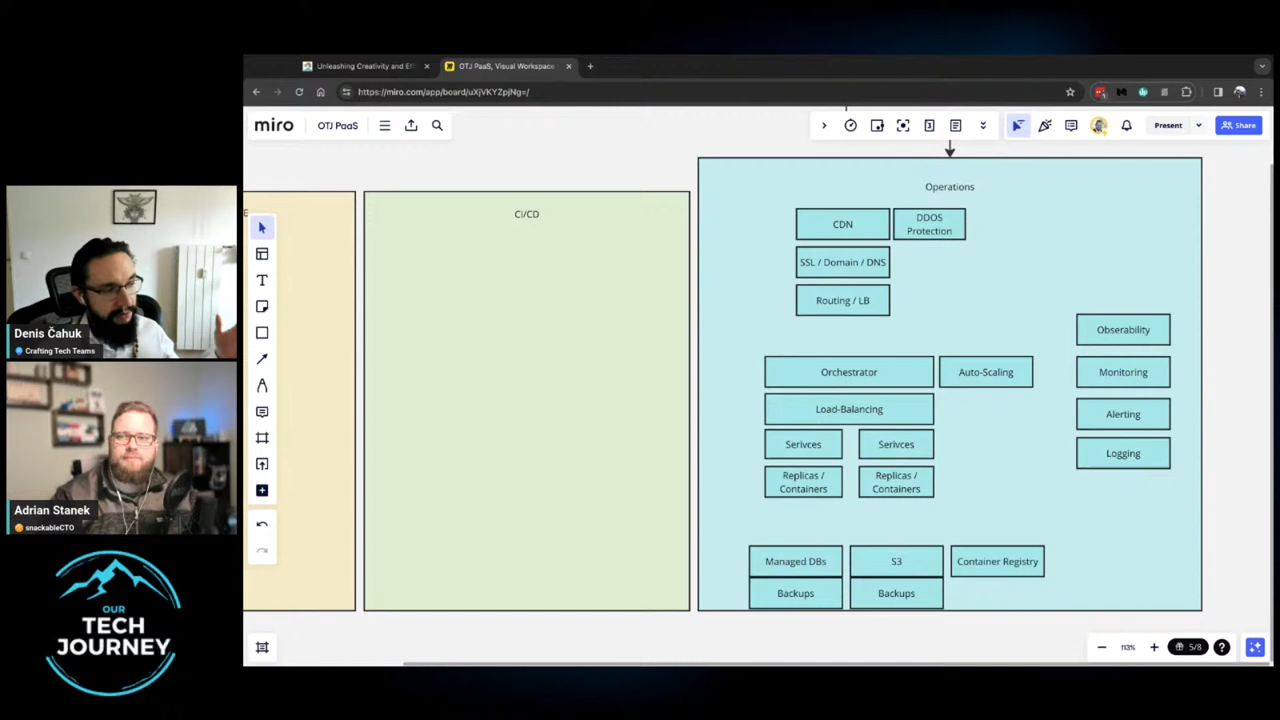 Unleashing Creativity and Ef
OTJ PaaS, Visual Workspace
https://miro.com/app/board/uXjVKYZpjNg=/
miro
OTJ PaaS
Present
Share
E
CI/CD
Operations
CDN
DDOS
Protection
SSL / Domain / DNS
Routing / LB
Obserability
Orchestrator
Auto-Scaling
Monitoring
Load-Balancing
Alerting
Serivces
Serivces
Logging
Replicas /
Containers
Replicas /
Containers
Managed DBs
S3
Container Registry
Backups
Backups
113%
5/8
Denis Čahuk
Crafting Tech Teams
Adrian Stanek
snackableCTO
OUR
TECH
JOURNEY